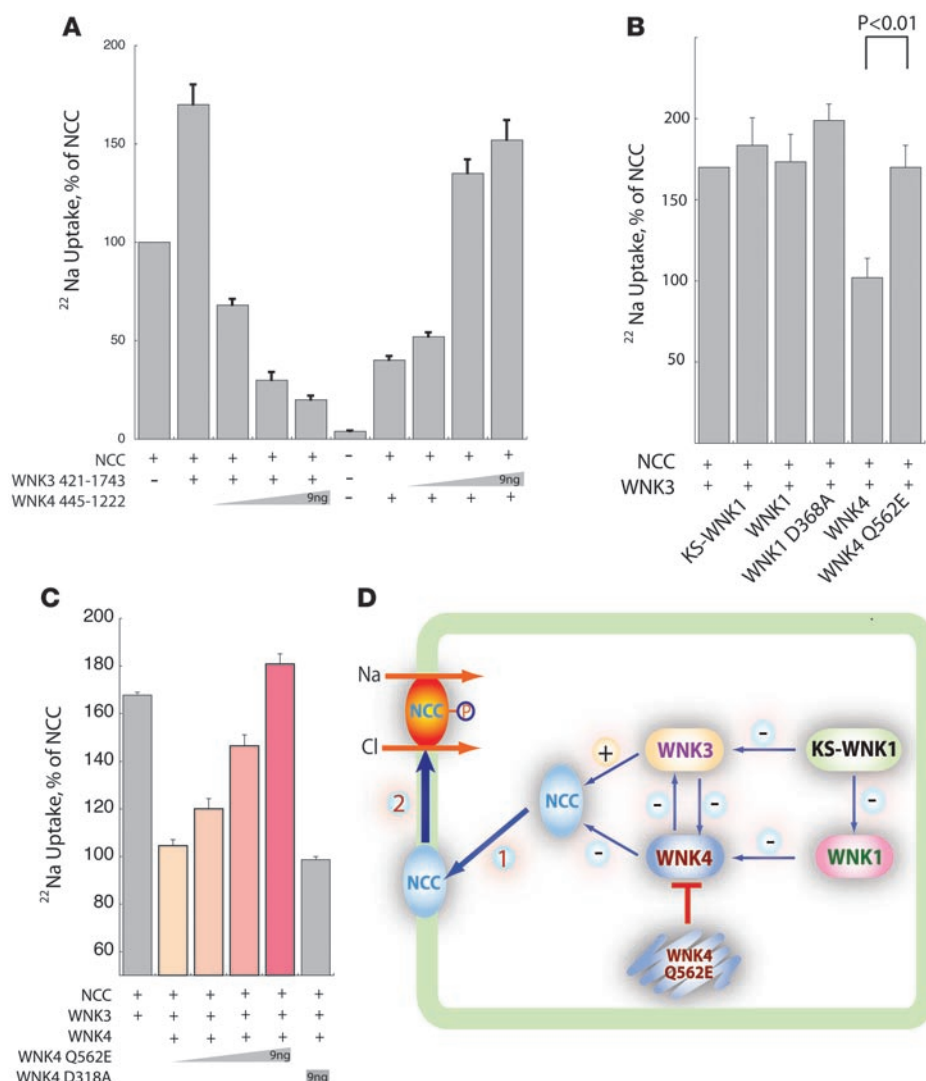 A
22 Na Uptake, % of NCC
200
150
100
50
0
NCC + + + + + - + + + +
WNK3 421-1743 - + + + + - 9ng
WNK4 445-1222 9ng - + + + +
B
P<0.01
22 Na Uptake, % of NCC
200
150
100
50
NCC + + + + + +
WNK3 + + + + + +
KS-WNK1
WNK1
WNK1 D368A
WNK4
WNK4 Q562E
C
22 Na Uptake, % of NCC
200
180
160
140
120
100
80
60
NCC + + + + + +
WNK3 + + + + + +
WNK4 + + + + +
WNK4 Q562E 9ng
WNK4 D318A 9ng
D
Na
NCC P
Cl
2
NCC
1
NCC
+
-
WNK3
- -
WNK4
-
KS-WNK1
-
WNK1
-
WNK4
Q562E